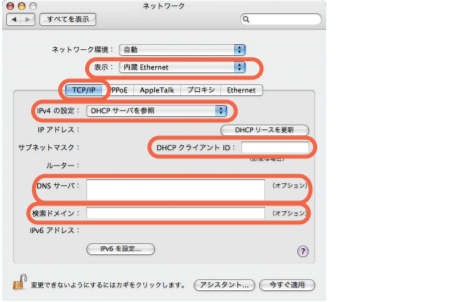 ネットワーク
すべてを表示
ネットワーク環境： 自動
表示： 内蔵 Ethernet
TCP/IP PPPoE AppleTalk プロキシ Ethernet
IPv4 の設定： DHCP サーバを参照
IP アドレス： DHCP リースを更新
サブネットマスク： DHCP クライアント ID：
ルーター： (必要な場合)
DNS サーバ： (オプション)
検索ドメイン： (オプション)
IPv6 アドレス：
IPv6 を設定... ?
変更できないようにするにはカギをクリックします。 アシスタント... 今すぐ適用